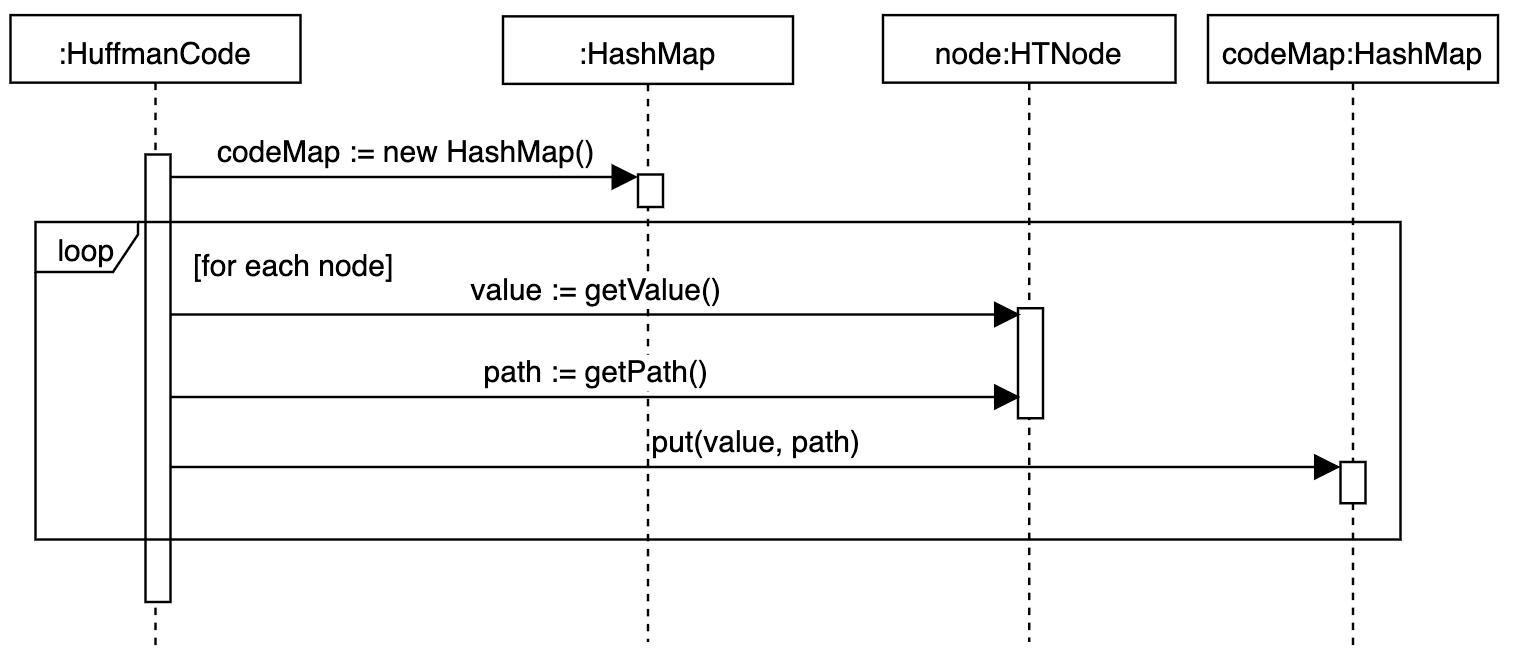 :HuffmanCode
:HashMap
node:HTNode
codeMap:HashMap
codeMap := new HashMap()
loop
[for each node]
value := getValue()
path := getPath()
put(value, path)